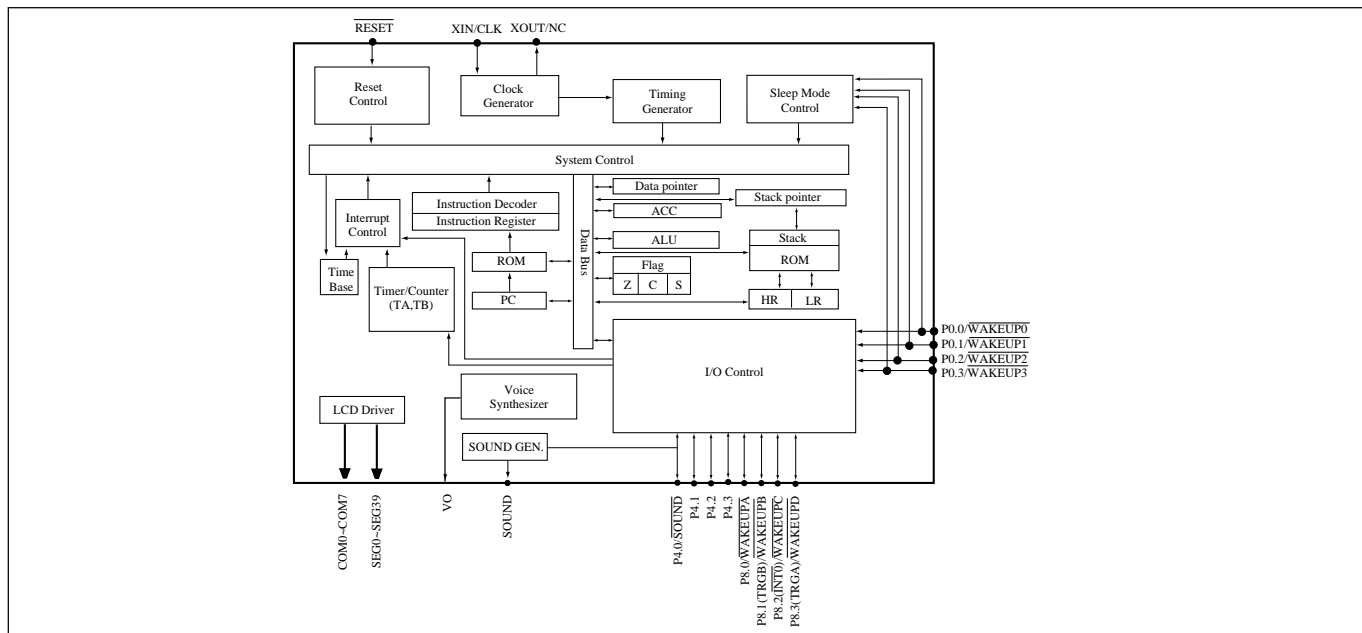 RESET
XIN/CLK
XOUT/NC
Reset
Control
Clock
Generator
Timing
Generator
Sleep Mode
Control
System Control
Interrupt
Control
Instruction Decoder
Instruction Register
Data pointer
Stack pointer
ACC
ALU
Stack
ROM
ROM
Flag
Z C S
Data Bus
Time
Base
Timer/Counter
(TA,TB)
PC
HR LR
P0.0/WAKEUP0
P0.1/WAKEUP1
P0.2/WAKEUP2
P0.3/WAKEUP3
I/O Control
Voice
Synthesizer
LCD Driver
SOUND GEN.
COM0~COM7
SEG0~SEG39
VO
SOUND
P4.0/SOUND
P4.1
P4.2
P4.3
P8.0/WAKEUPA
P8.1(TRGB)/WAKEUPB
P8.2(INT0)/WAKEUPC
P8.3(TRGA)/WAKEUPD